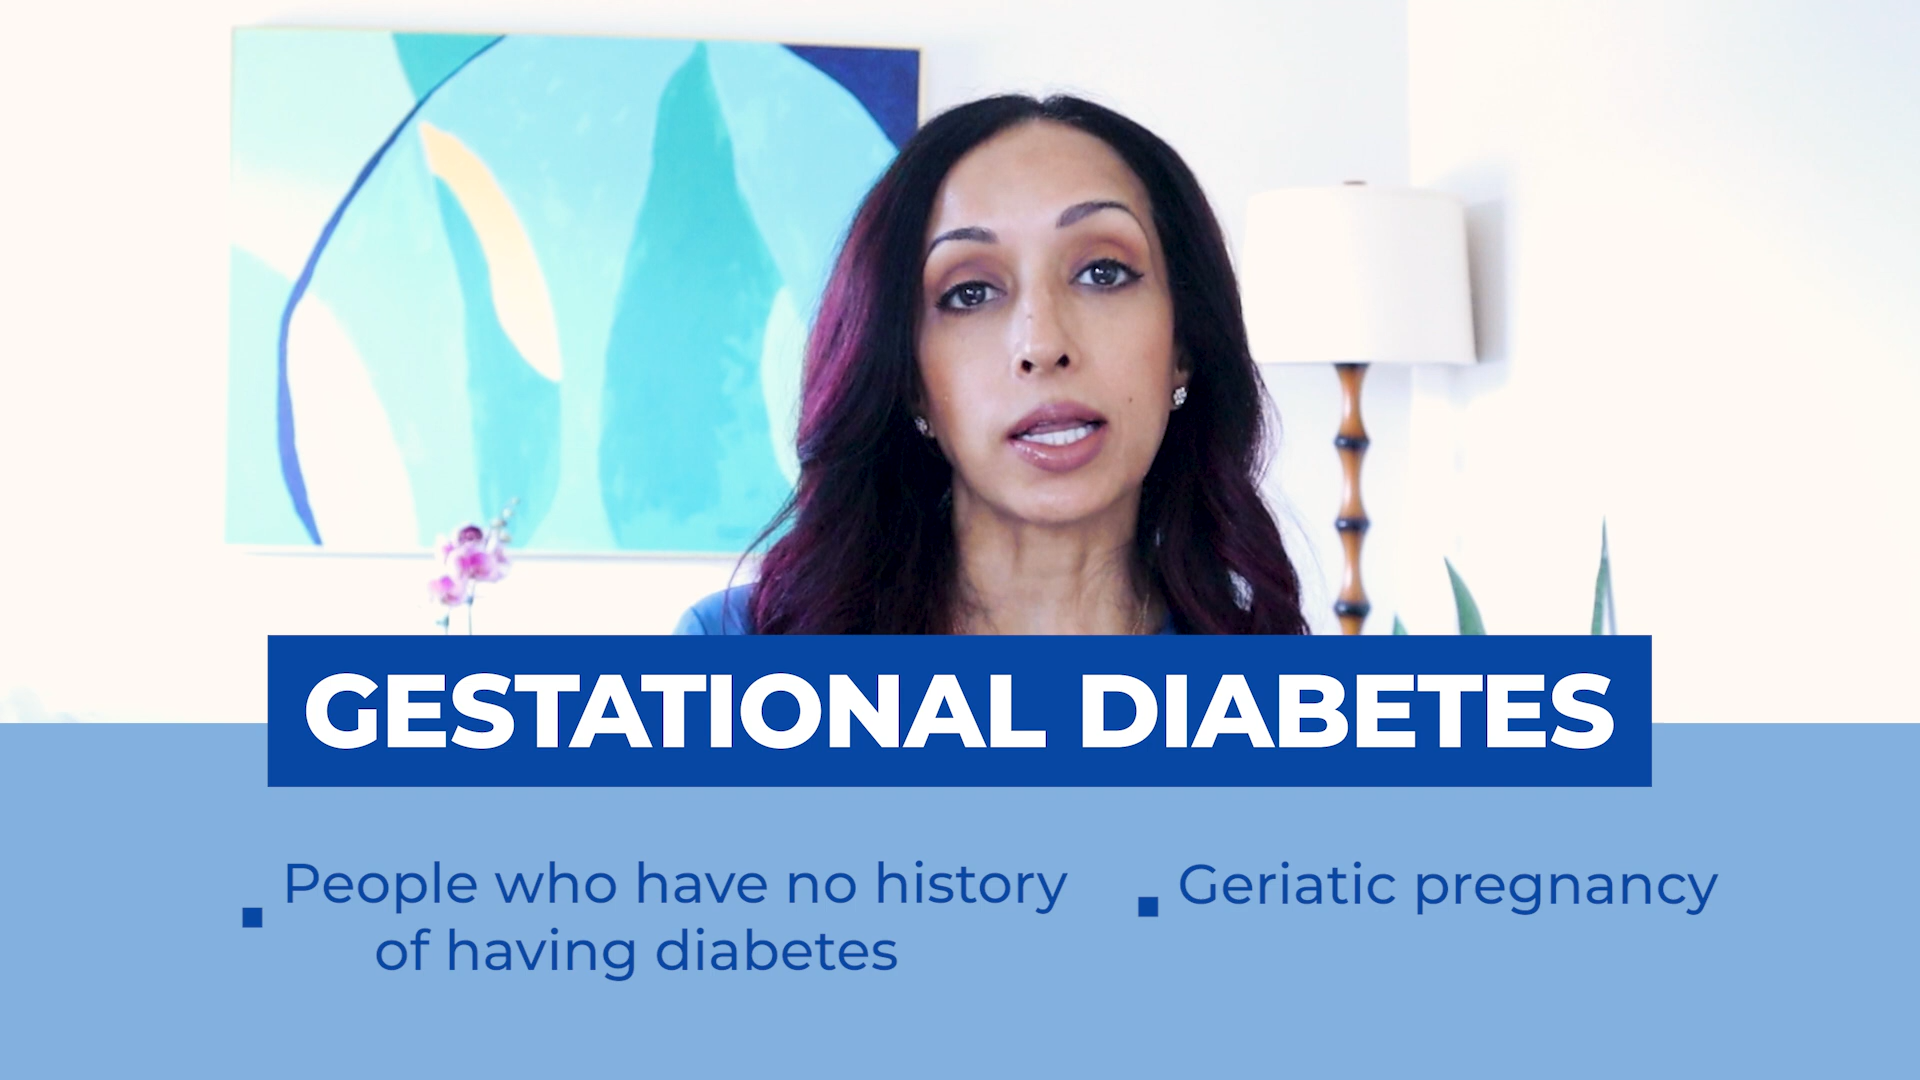 GESTATIONAL DIABETES
People who have no history
of having diabetes
Geriatic pregnancy